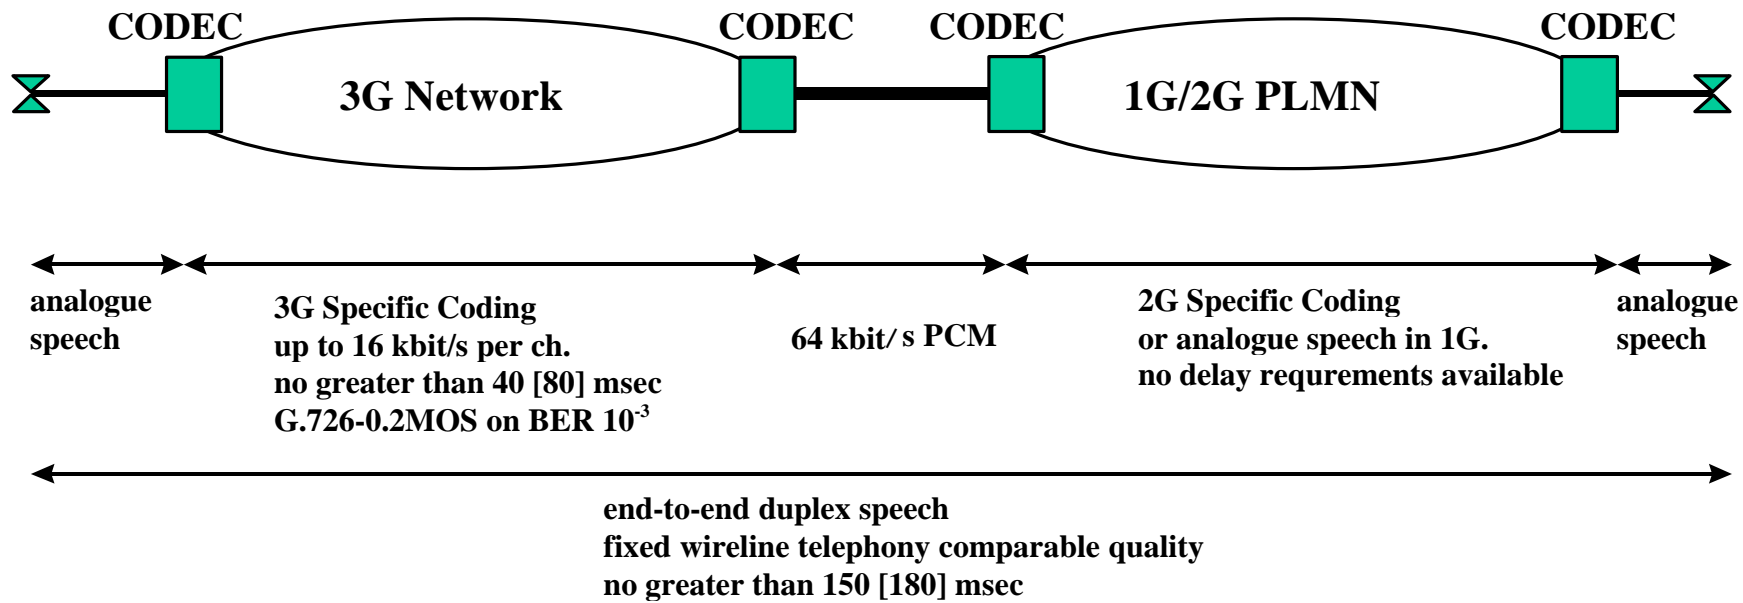 CODEC
CODEC
CODEC
CODEC
3G Network
1G/2G PLMN
analogue
speech
3G Specific Coding
up to 16 kbit/s per ch.
no greater than 40 [80] msec
G.726-0.2MOS on BER 10⁻³
64 kbit/s PCM
2G Specific Coding
or analogue speech in 1G.
no delay requrements available
analogue
speech
end-to-end duplex speech
fixed wireline telephony comparable quality
no greater than 150 [180] msec